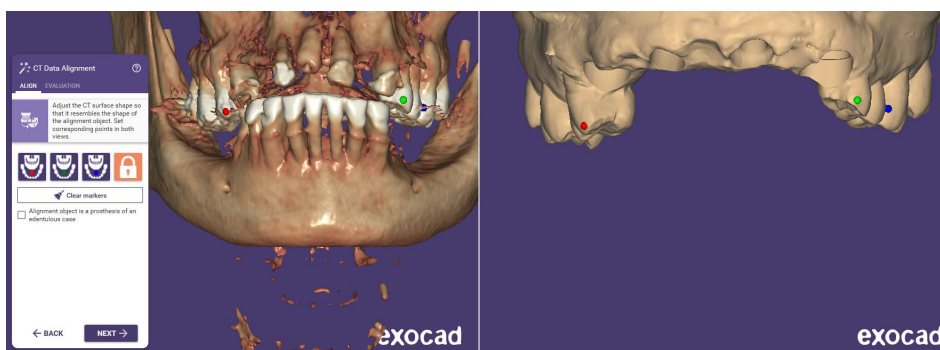 CT Data Alignment
ALIGN EVALUATION
Adjust the CT surface shape so
that it resembles the shape of
the alignment object. Set
corresponding points in both
views.
Clear markers
Alignment object is a prosthesis of an
edentulous case
BACK NEXT
exocad
exocad